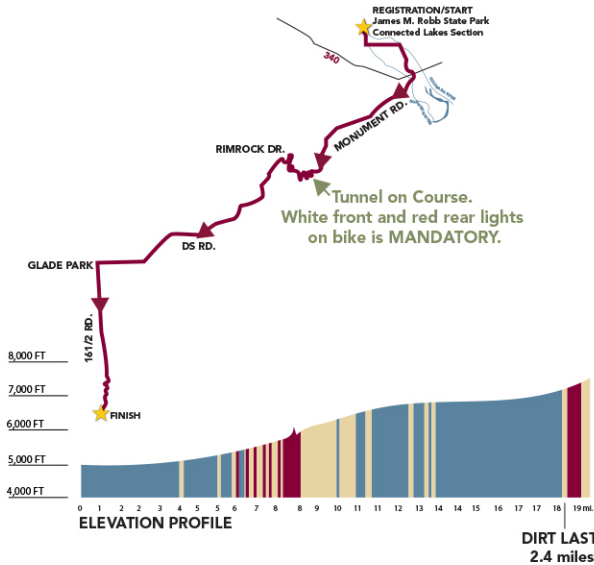 REGISTRATION/START
James M. Robb State Park
Connected Lakes Section
340
MONUMENT RD.
RIMROCK DR.
Tunnel on Course.
White front and red rear lights
on bike is MANDATORY.
DS RD.
GLADE PARK
161/2 RD.
FINISH
8,000 FT
7,000 FT
6,000 FT
5,000 FT
4,000 FT
0 1 2 3 4 5 6 7 8 8 9 10 11 12 12 13 14 14 15 16 17 17 18 19 mi.
ELEVATION PROFILE
DIRT LAST
2.4 miles